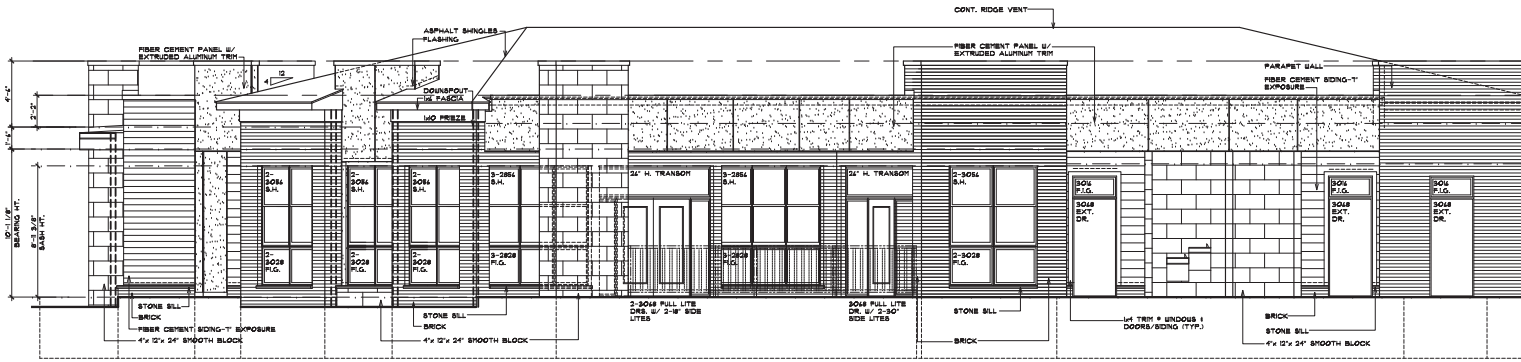 CONT. RIDGE VENT
ASPHALT SHINGLES
FLASHING
FIBER CEMENT PANEL W/
EXTRUDED ALUMINUM TRIM
FIBER CEMENT PANEL W/
EXTRUDED ALUMINUM TRIM
PARAPET WALL
FIBER CEMENT SIDING-7"
EXPOSURE
12
4
DOWNSPOUT
1x6 FASCIA
1x10 FRIEZE
4'-6"
2'-2"
1'-6"
10'-1 1/8"
BEARING HT.
8'-1 3/8"
SASH HT.
2-
3056
S.H.
2-
3056
S.H.
2-
3056
S.H.
3-2856
S.H.
26" H. TRANSOM
3-2856
S.H.
26" H. TRANSOM
2-3056
S.H.
3016
F.I.G.
3068
EXT.
DR.
3016
F.I.G.
3068
EXT.
DR.
3016
F.I.G.
3068
EXT.
DR.
2-
3028
F.I.G.
2-
3028
F.I.G.
2-
3028
F.I.G.
3-2828
F.I.G.
3-2828
F.I.G.
2-3028
F.I.G.
STONE SILL
BRICK
FIBER CEMENT SIDING-7" EXPOSURE
4"x 12"x 24" SMOOTH BLOCK
STONE SILL
BRICK
4"x 12"x 24" SMOOTH BLOCK
2-3068 FULL LITE
DRS. W/ 2-18" SIDE
LITES
3068 FULL LITE
DR. W/ 2-30"
SIDE LITES
STONE SILL
BRICK
1x4 TRIM @ WINDOWS &
DOORS/SIDING (TYP.)
BRICK
STONE SILL
4"x 12"x 24" SMOOTH BLOCK